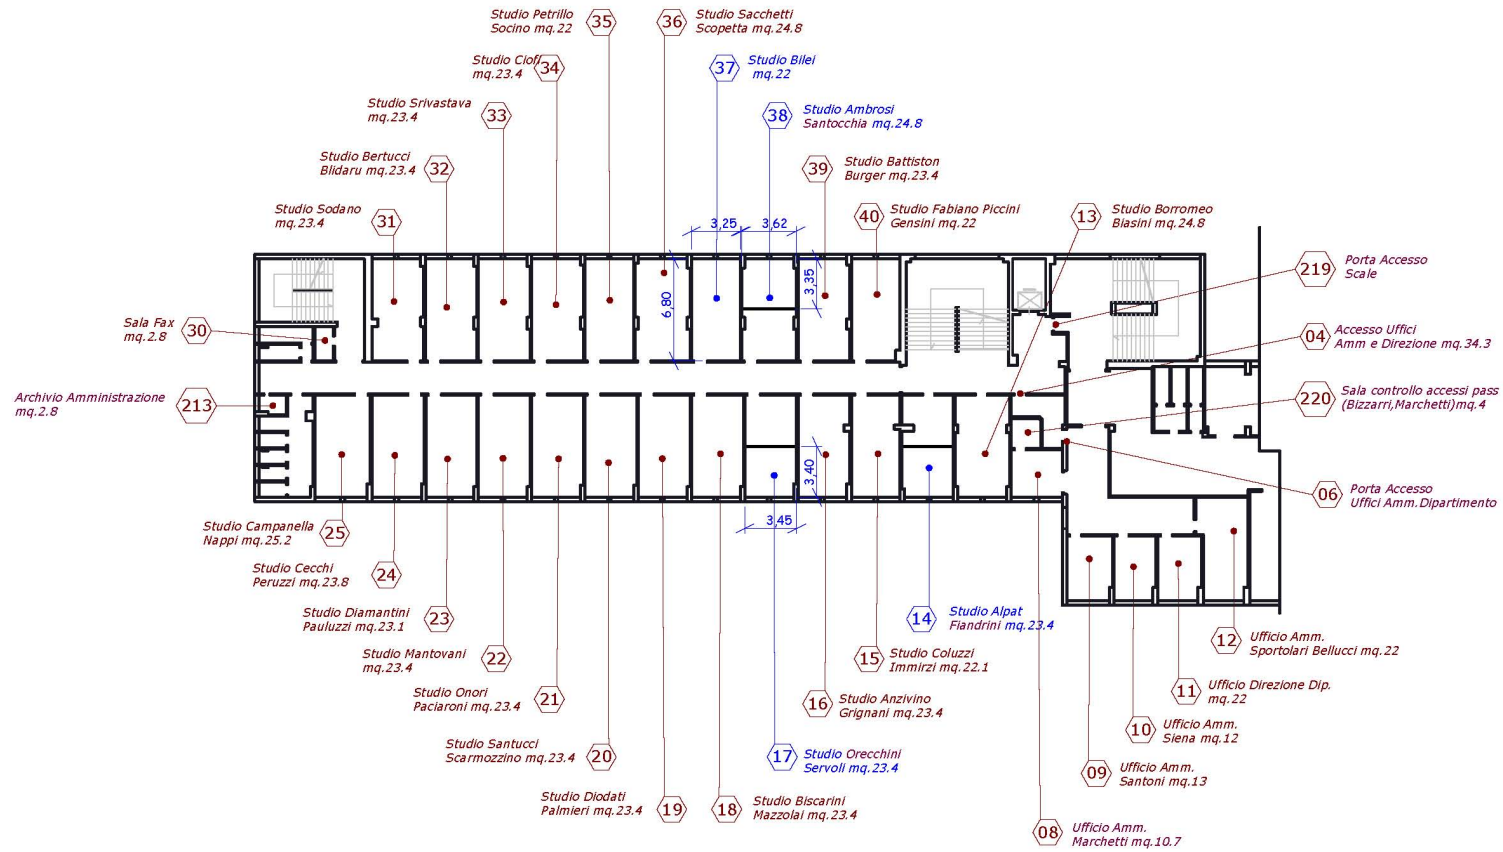 35
Studio Petrillo
Socino mq.22
36
Studio Sacchetti
Scopetta mq.24.8
34
Studio Ciofi
mq.23.4
37
Studio Bilei
mq.22
33
Studio Srivastava
mq.23.4
38
Studio Ambrosi
Santocchia mq.24.8
32
Studio Bertucci
Blidaru mq.23.4
39
Studio Battiston
Burger mq.23.4
31
Studio Sodano
mq.23.4
40
Studio Fabiano Piccini
Gensini mq.22
13
Studio Borromeo
Biasini mq.24.8
3,25
3,62
3,35
6,80
219
Porta Accesso
Scale
30
Sala Fax
mq.2.8
04
Accesso Uffici
Amm e Direzione mq.34.3
213
Archivio Amministrazione
mq.2.8
220
Sala controllo accessi pass
(Bizzarri,Marchetti)mq.4
3,40
3,45
06
Porta Accesso
Uffici Amm.Dipartimento
25
Studio Campanella
Nappi mq.25.2
24
Studio Cecchi
Peruzzi mq.23.8
23
Studio Diamantini
Pauluzzi mq.23.1
14
Studio Alpat
Fiandrini mq.23.4
12
Ufficio Amm.
Sportolari Bellucci mq.22
22
Studio Mantovani
mq.23.4
15
Studio Coluzzi
Immirzi mq.22.1
11
Ufficio Direzione Dip.
mq.22
21
Studio Onori
Paciaroni mq.23.4
16
Studio Anzivino
Grignani mq.23.4
10
Ufficio Amm.
Siena mq.12
20
Studio Santucci
Scarmozzino mq.23.4
17
Studio Orecchini
Servoli mq.23.4
09
Ufficio Amm.
Santoni mq.13
19
Studio Diodati
Palmieri mq.23.4
18
Studio Biscarini
Mazzolai mq.23.4
08
Ufficio Amm.
Marchetti mq.10.7